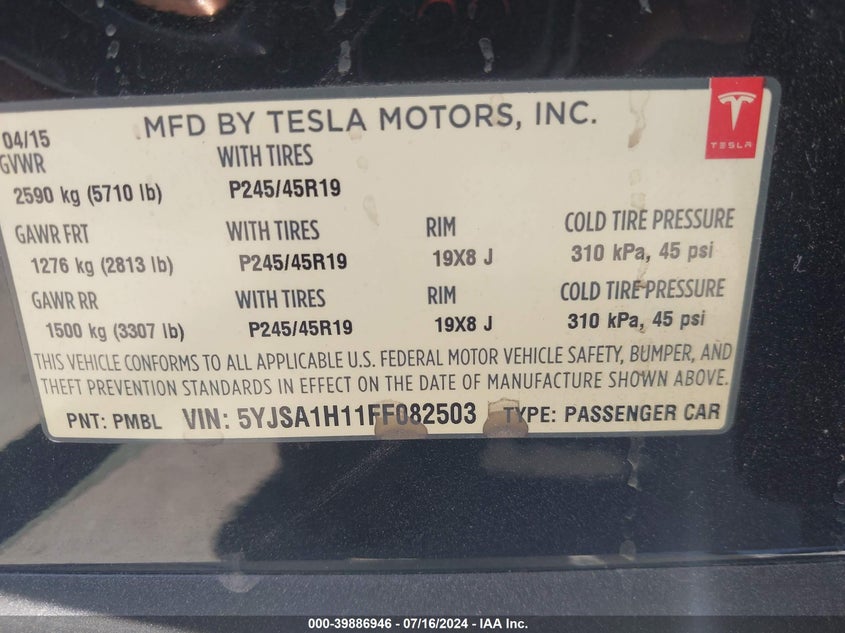 MFD BY TESLA MOTORS, INC.
TESLA
04/15
GVWR WITH TIRES
2590 kg (5710 lb) P245/45R19
GAWR FRT WITH TIRES RIM COLD TIRE PRESSURE
1276 kg (2813 lb) P245/45R19 19X8 J 310 kPa, 45 psi
GAWR RR WITH TIRES RIM COLD TIRE PRESSURE
1500 kg (3307 lb) P245/45R19 19X8 J 310 kPa, 45 psi
THIS VEHICLE CONFORMS TO ALL APPLICABLE U.S. FEDERAL MOTOR VEHICLE SAFETY, BUMPER, AND
THEFT PREVENTION STANDARDS IN EFFECT ON THE DATE OF MANUFACTURE SHOWN ABOVE.
PNT: PMBL VIN: 5YJSA1H11FF082503 TYPE: PASSENGER CAR
000-39886946 - 07/16/2024 - IAA Inc.